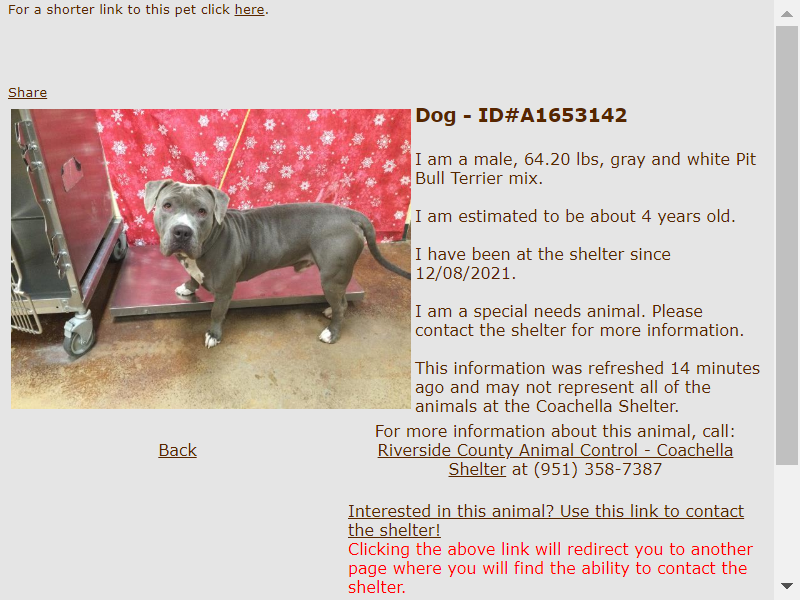 For a shorter link to this pet click here.
Share
Dog - ID#A1653142
I am a male, 64.20 lbs, gray and white Pit
Bull Terrier mix.
I am estimated to be about 4 years old.
I have been at the shelter since
12/08/2021.
I am a special needs animal. Please
contact the shelter for more information.
This information was refreshed 14 minutes
ago and may not represent all of the
animals at the Coachella Shelter.
Back
For more information about this animal, call:
Riverside County Animal Control - Coachella
Shelter at (951) 358-7387
Interested in this animal? Use this link to contact
the shelter!
Clicking the above link will redirect you to another
page where you will find the ability to contact the
shelter.